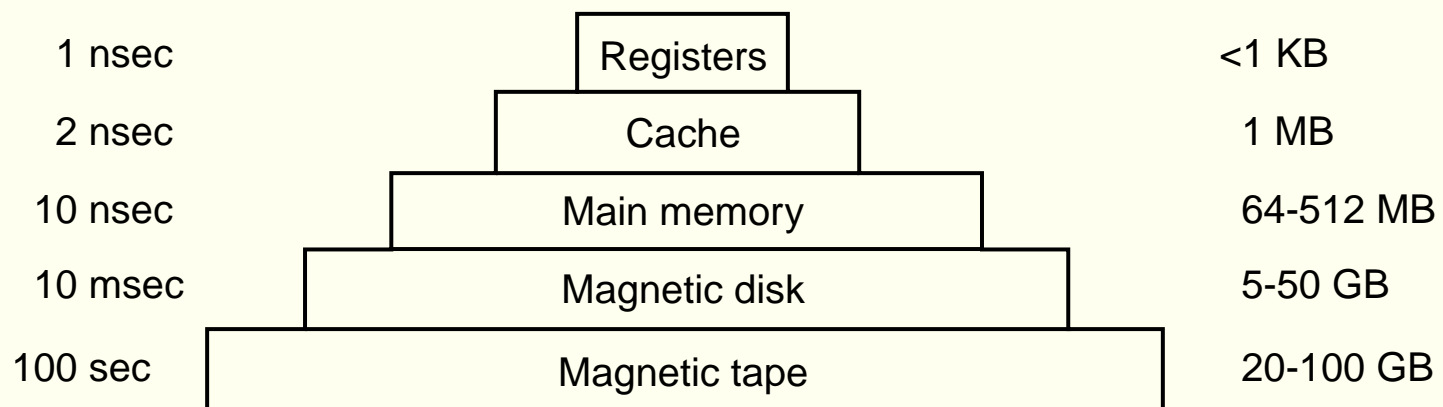 1 nsec Registers <1 KB
2 nsec Cache 1 MB
10 nsec Main memory 64-512 MB
10 msec Magnetic disk 5-50 GB
100 sec Magnetic tape 20-100 GB